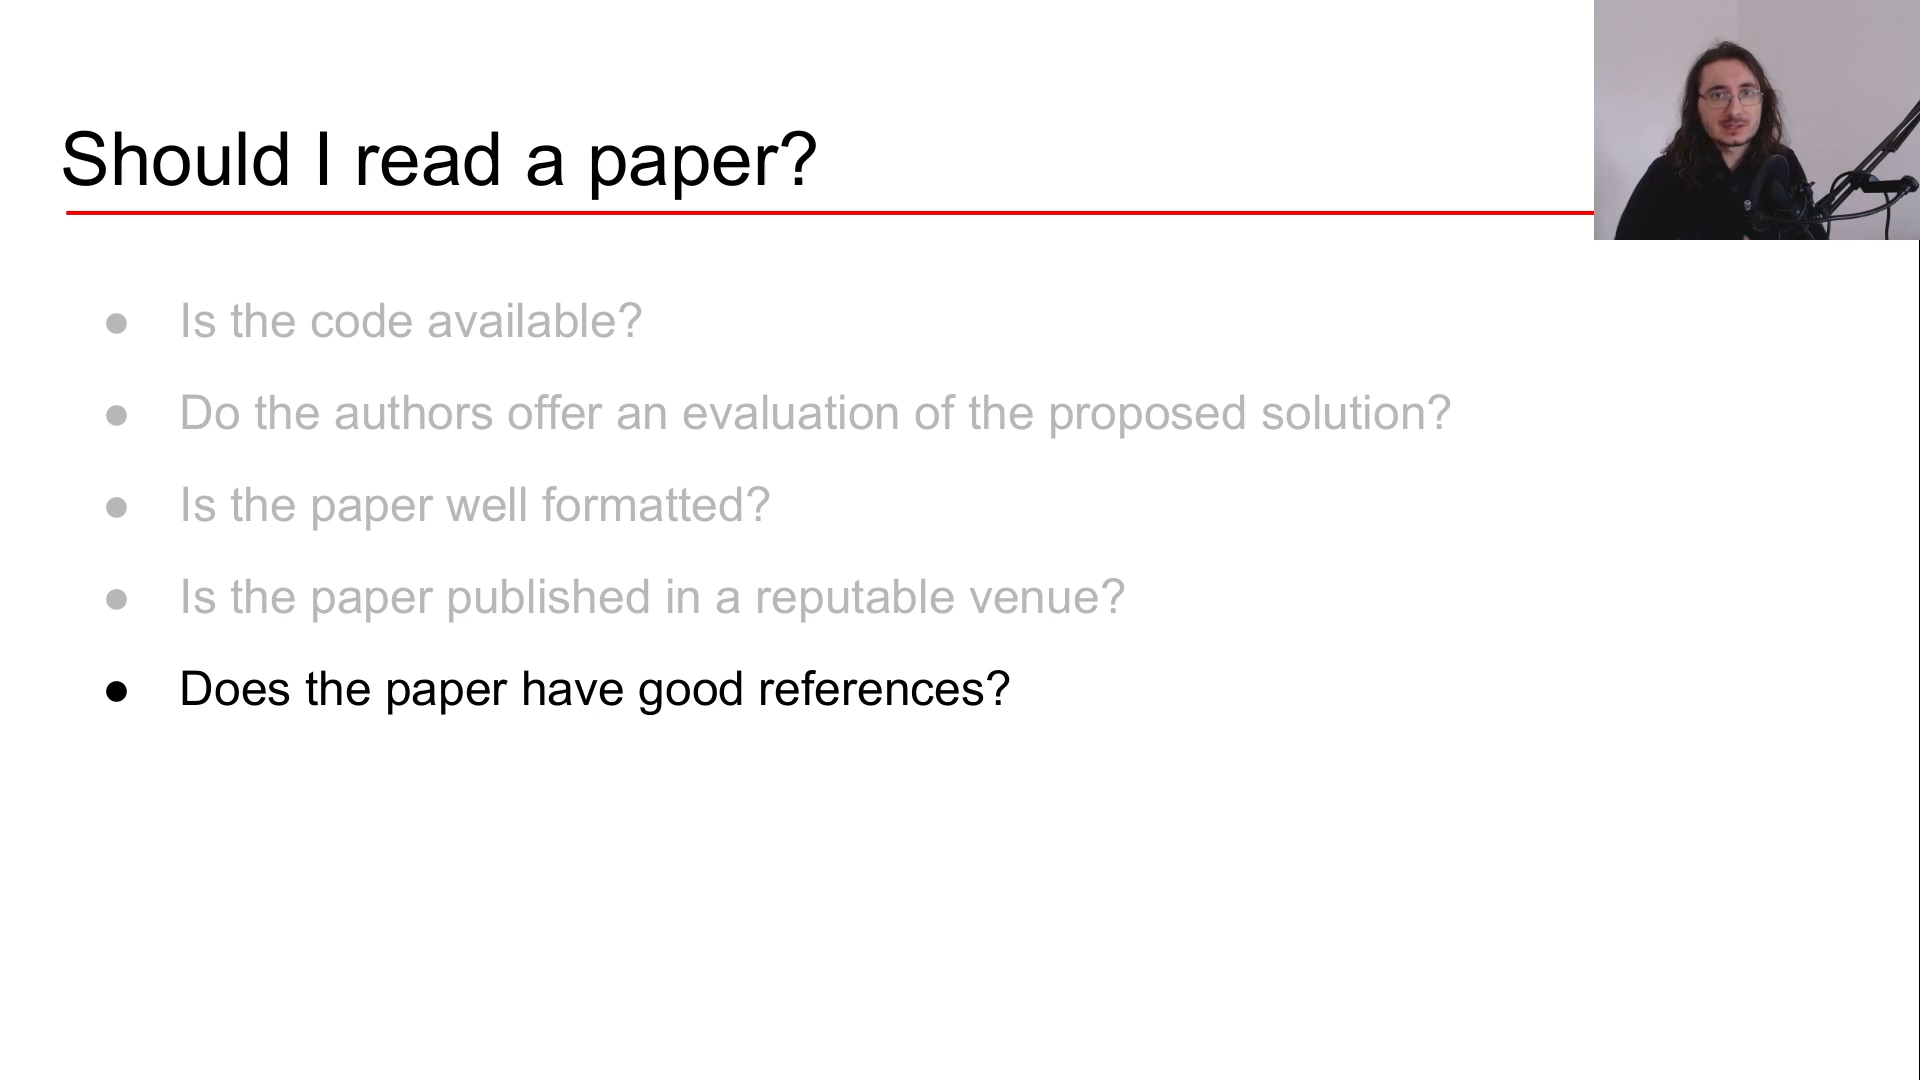 Should I read a paper?
● Is the code available?
● Do the authors offer an evaluation of the proposed solution?
● Is the paper well formatted?
● Is the paper published in a reputable venue?
● Does the paper have good references?